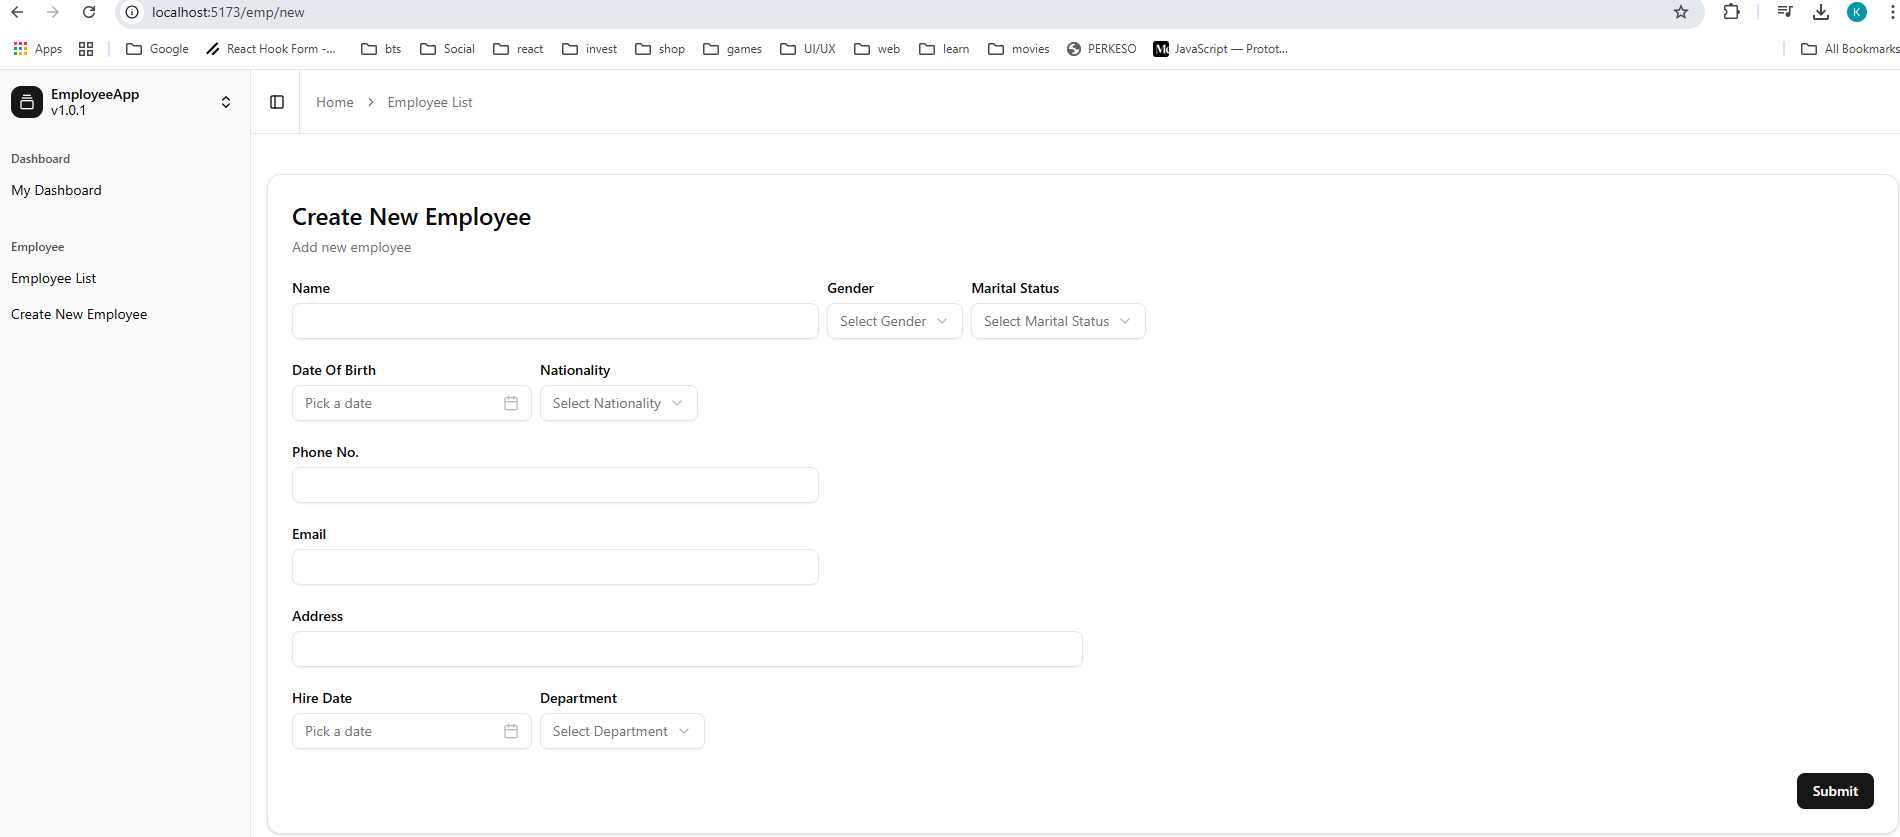 localhost:5173/emp/new
K
Apps Google React Hook Form -... bts Social react invest shop games UI/UX web learn movies PERKESO JavaScript — Protot... All Bookmarks
EmployeeApp
v1.0.1
Home Employee List
Dashboard
My Dashboard
Employee
Employee List
Create New Employee
Create New Employee
Add new employee
Name Gender Marital Status
Select Gender Select Marital Status
Date Of Birth Nationality
Pick a date Select Nationality
Phone No.
Email
Address
Hire Date Department
Pick a date Select Department
Submit